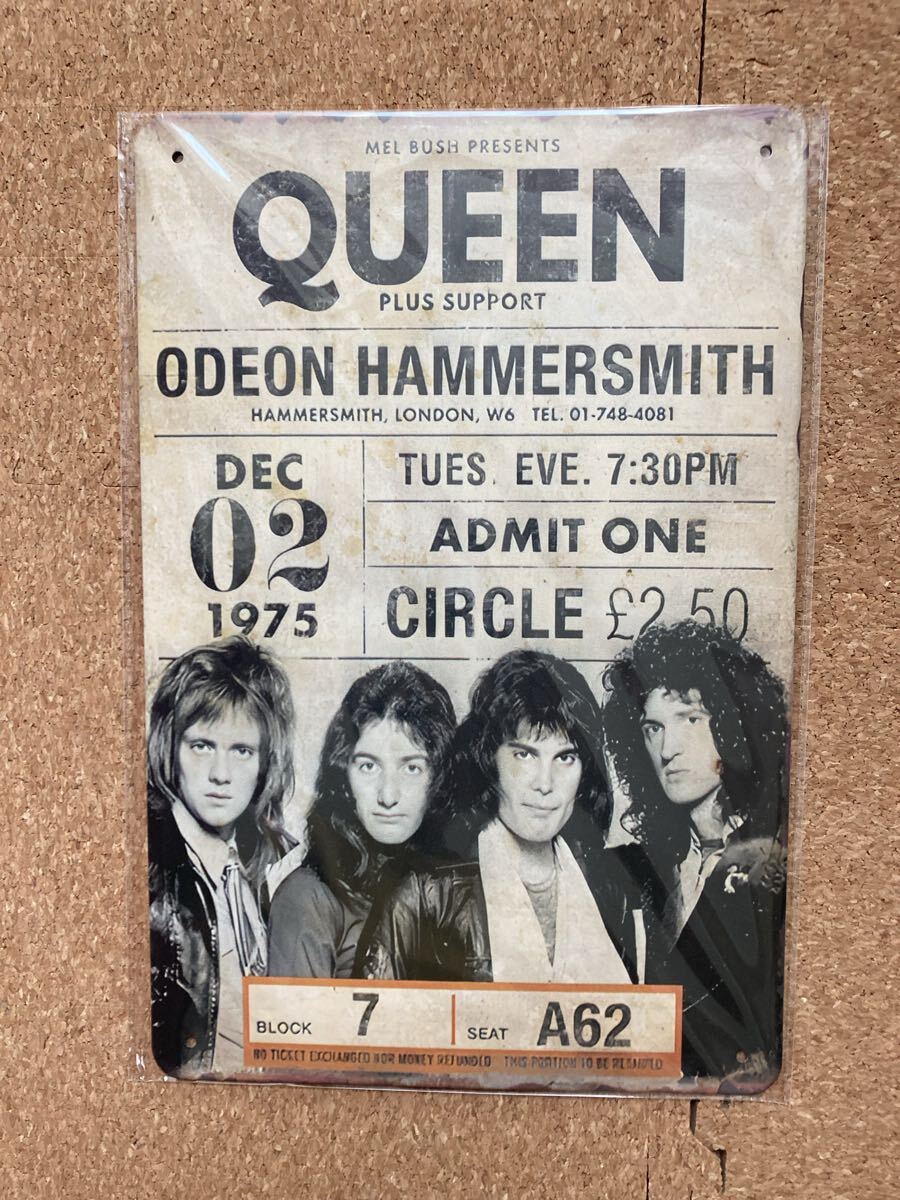 MEL BUSH PRESENTS
QUEEN
PLUS SUPPORT
ODEON HAMMERSMITH
HAMMERSMITH, LONDON, W6 TEL. 01-748-4081
DEC
02
1975
TUES. EVE. 7:30PM
ADMIT ONE
CIRCLE £2.50
BLOCK 7 SEAT A62
NO TICKET EXCHANGED NOR MONEY REFUNDED THIS PORTION TO BE RETAINED